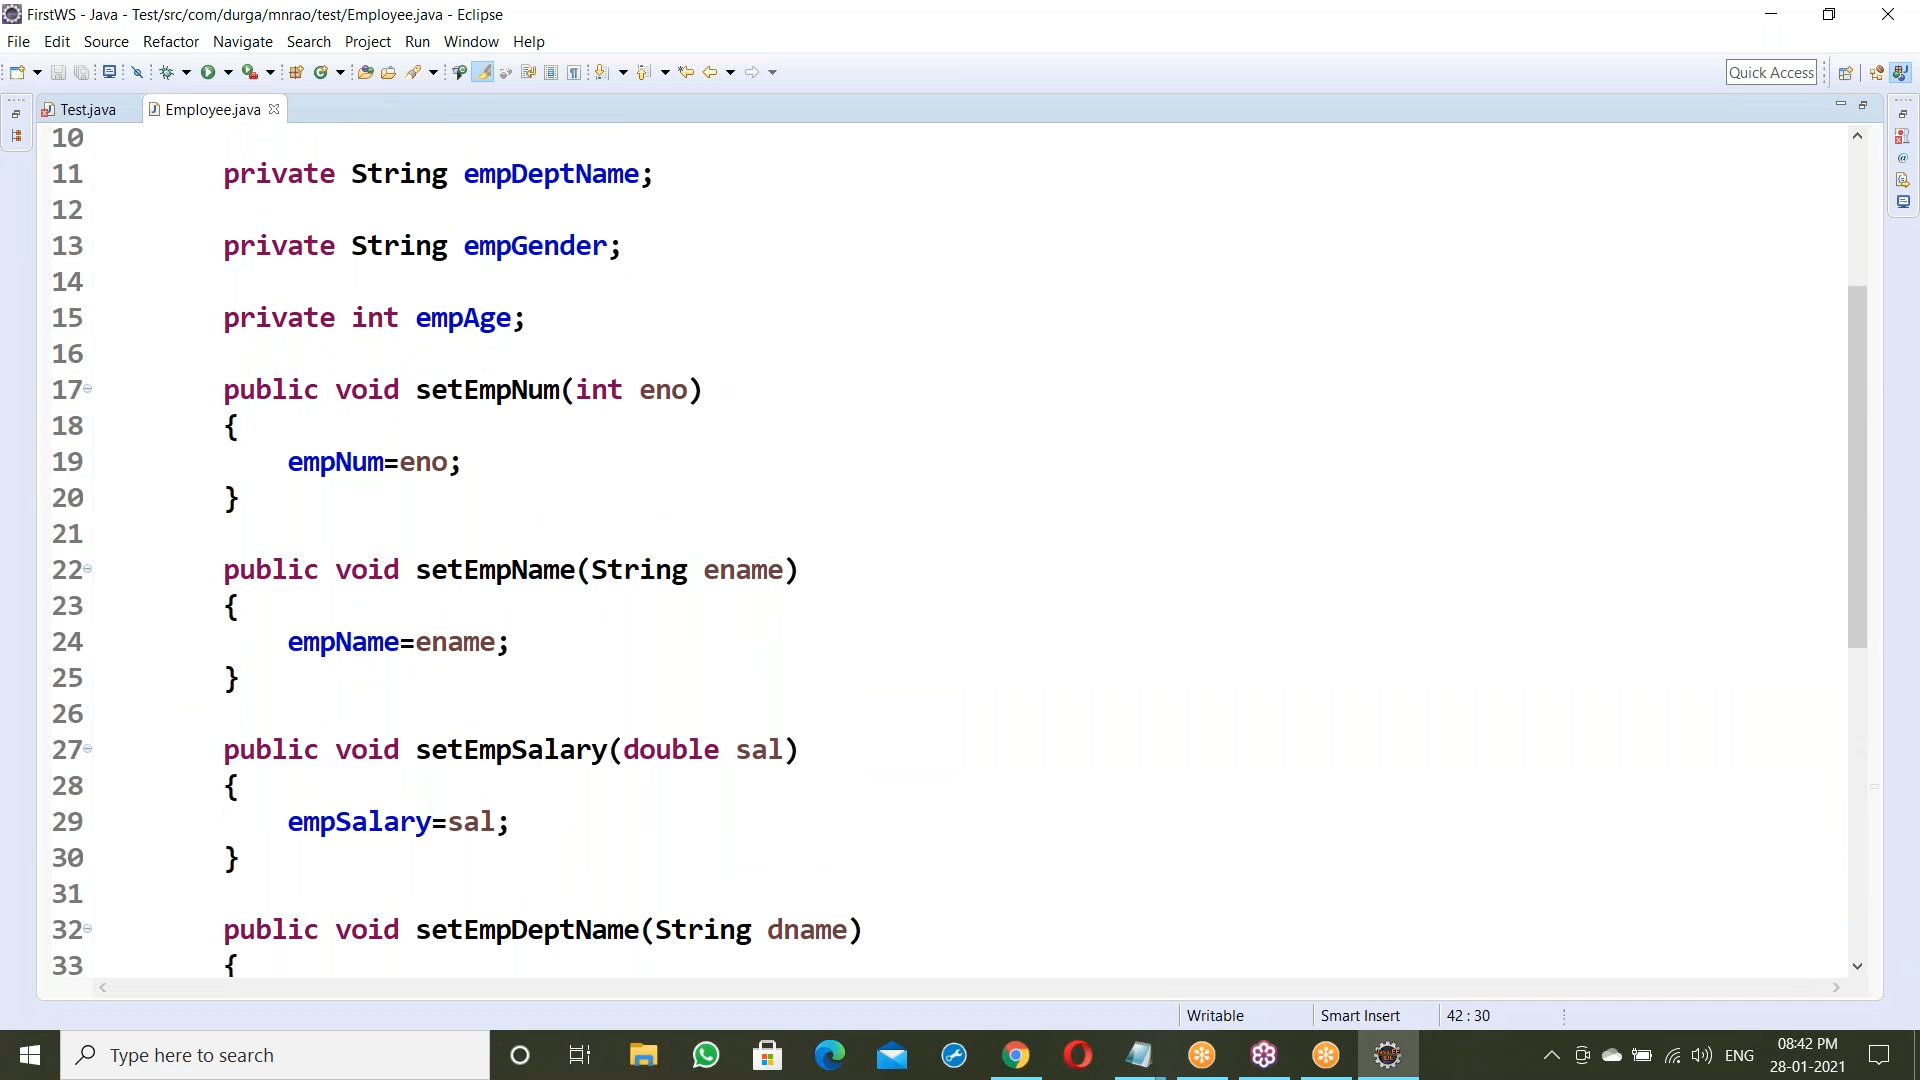 FirstWS - Java - Test/src/com/durga/mnrao/test/Employee.java - Eclipse
File Edit Source Refactor Navigate Search Project Run Window Help
Quick Access
Test.java Employee.java
10
11 private String empDeptName;
12
13 private String empGender;
14
15 private int empAge;
16
17 public void setEmpNum(int eno)
18 {
19 empNum=eno;
20 }
21
22 public void setEmpName(String ename)
23 {
24 empName=ename;
25 }
26
27 public void setEmpSalary(double sal)
28 {
29 empSalary=sal;
30 }
31
32 public void setEmpDeptName(String dname)
33 {
Writable Smart Insert 42 : 30
Type here to search
ENG
08:42 PM
28-01-2021